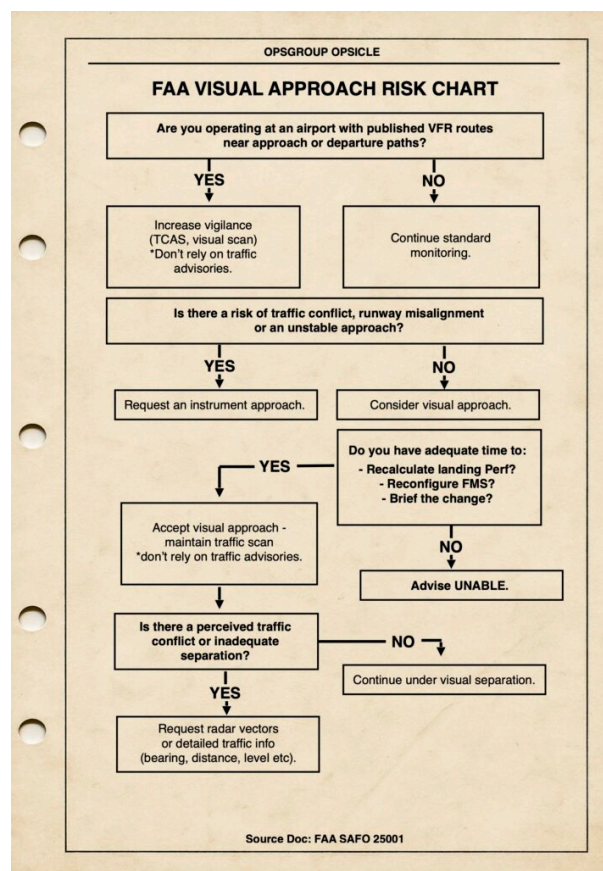 OPSGROUP OPSICLE
FAA VISUAL APPROACH RISK CHART
Are you operating at an airport with published VFR routes
near approach or departure paths?
YES
NO
Increase vigilance
(TCAS, visual scan)
*Don't rely on traffic
advisories.
Continue standard
monitoring.
Is there a risk of traffic conflict, runway misalignment
or an unstable approach?
YES
NO
Request an instrument approach.
Consider visual approach.
Do you have adequate time to:
- Recalculate landing Perf?
- Reconfigure FMS?
- Brief the change?
YES
NO
Accept visual approach -
maintain traffic scan
*don't rely on traffic advisories.
Advise UNABLE.
Is there a perceived traffic
conflict or inadequate
separation?
NO
Continue under visual separation.
YES
Request radar vectors
or detailed traffic info
(bearing, distance, level etc).
Source Doc: FAA SAFO 25001